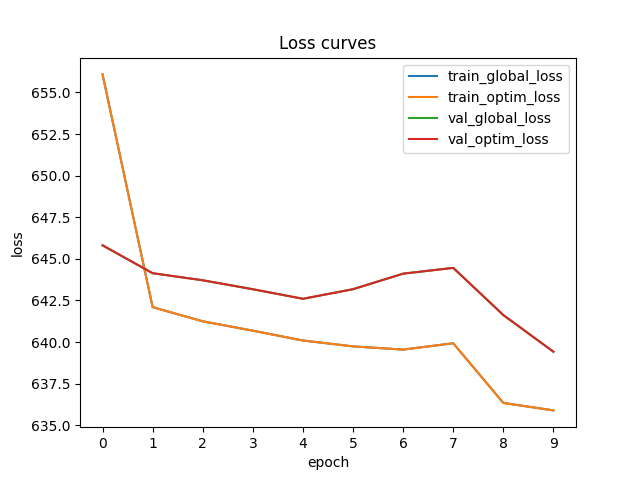 Loss curves
train_global_loss
train_optim_loss
val_global_loss
val_optim_loss
655.0
652.5
650.0
647.5
645.0
642.5
640.0
637.5
635.0
loss
0 1 2 3 4 5 6 7 8 9
epoch